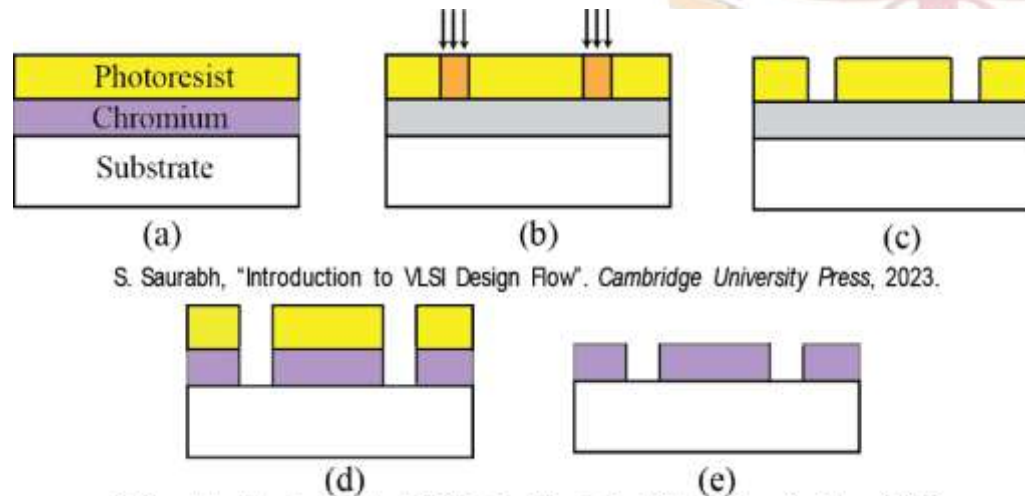 Photoresist
Chromium
Substrate
(a)
(b)
(c)
S. Saurabh, “Introduction to VLSI Design Flow”. Cambridge University Press, 2023.
(d)
(e)